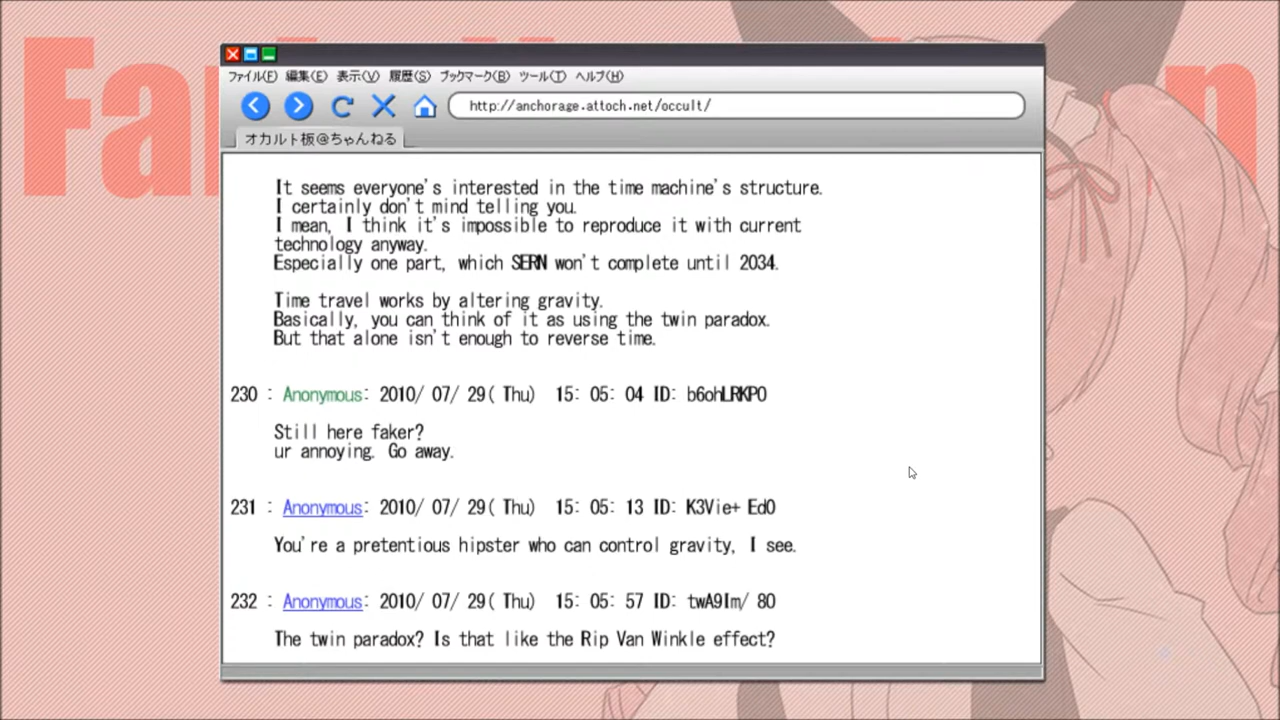 ファイル(F) 編集(E) 表示(V) 履歴(S) ブックマーク(B) ツール(T) ヘルプ(H)
http://anchorage.attoch.net/occult/
オカルト板@ちゃんねる
It seems everyone's interested in the time machine's structure.
I certainly don't mind telling you.
I mean, I think it's impossible to reproduce it with current
technology anyway.
Especially one part, which SERN won't complete until 2034.
Time travel works by altering gravity.
Basically, you can think of it as using the twin paradox.
But that alone isn't enough to reverse time.
230 : Anonymous: 2010/ 07/ 29( Thu) 15: 05: 04 ID: b6ohLRKP0
Still here faker?
ur annoying. Go away.
231 : Anonymous: 2010/ 07/ 29( Thu) 15: 05: 13 ID: K3Vie+ Ed0
You're a pretentious hipster who can control gravity, I see.
232 : Anonymous: 2010/ 07/ 29( Thu) 15: 05: 57 ID: twA9Im/ 80
The twin paradox? Is that like the Rip Van Winkle effect?